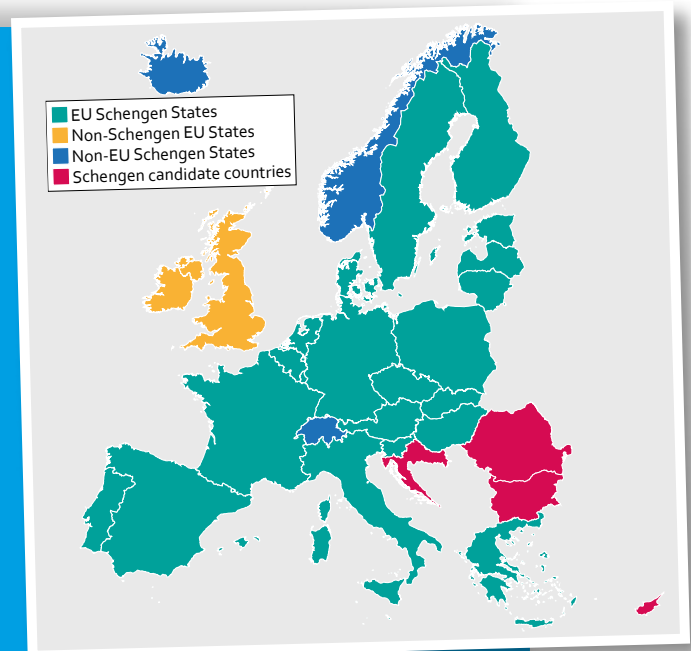 EU Schengen States
Non-Schengen EU States
Non-EU Schengen States
Schengen candidate countries